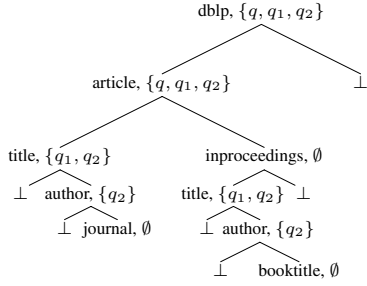 dblp, {q, q₁, q₂}
article, {q, q₁, q₂} ⊥
title, {q₁, q₂} inproceedings, ∅
⊥ author, {q₂} title, {q₁, q₂} ⊥
⊥ journal, ∅ ⊥ author, {q₂}
⊥ booktitle, ∅